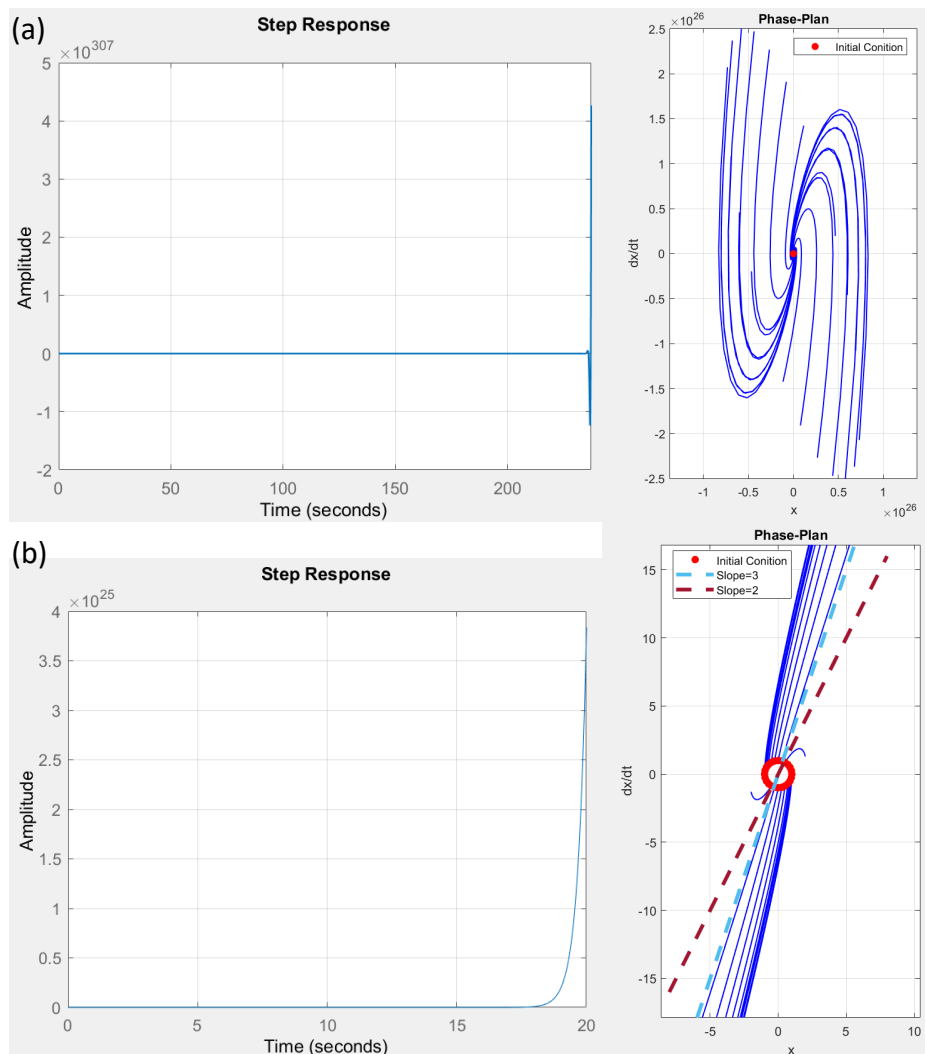 (a)
Step Response
×10^307
5
4
3
2
1
0
-1
-2
Amplitude
0 50 100 150 200
Time (seconds)
Phase-Plan
×10^26
2.5
2
1.5
1
0.5
0
-0.5
-1
-1.5
-2
-2.5
dx/dt
Initial Conition
-1 -0.5 0 0.5 1
×10^26
x
(b)
Step Response
×10^25
4
3.5
3
2.5
2
1.5
1
0.5
0
Amplitude
0 5 10 15 20
Time (seconds)
Phase-Plan
Initial Conition
Slope=3
Slope=2
15
10
5
0
-5
-10
-15
dx/dt
-5 0 5 10
x